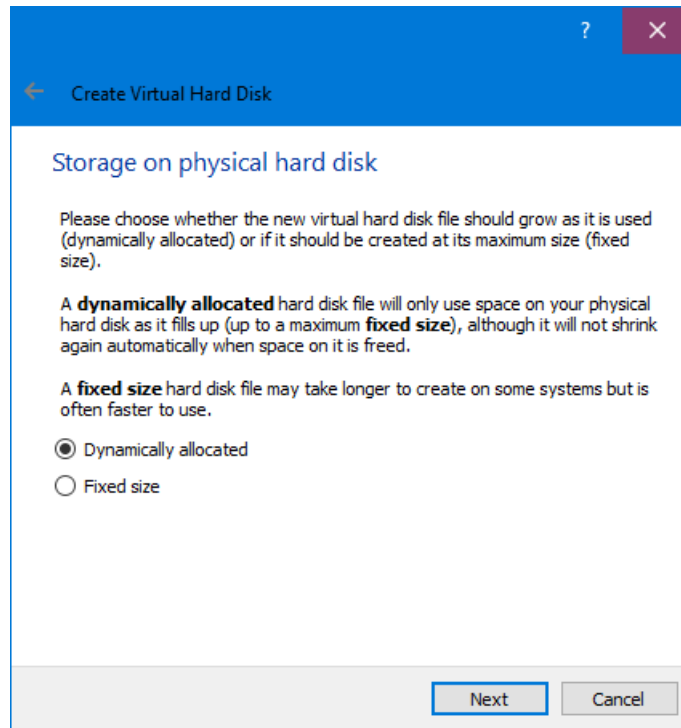 ?
Create Virtual Hard Disk
Storage on physical hard disk
Please choose whether the new virtual hard disk file should grow as it is used
(dynamically allocated) or if it should be created at its maximum size (fixed
size).
A dynamically allocated hard disk file will only use space on your physical
hard disk as it fills up (up to a maximum fixed size), although it will not shrink
again automatically when space on it is freed.
A fixed size hard disk file may take longer to create on some systems but is
often faster to use.
Dynamically allocated
Fixed size
Next Cancel